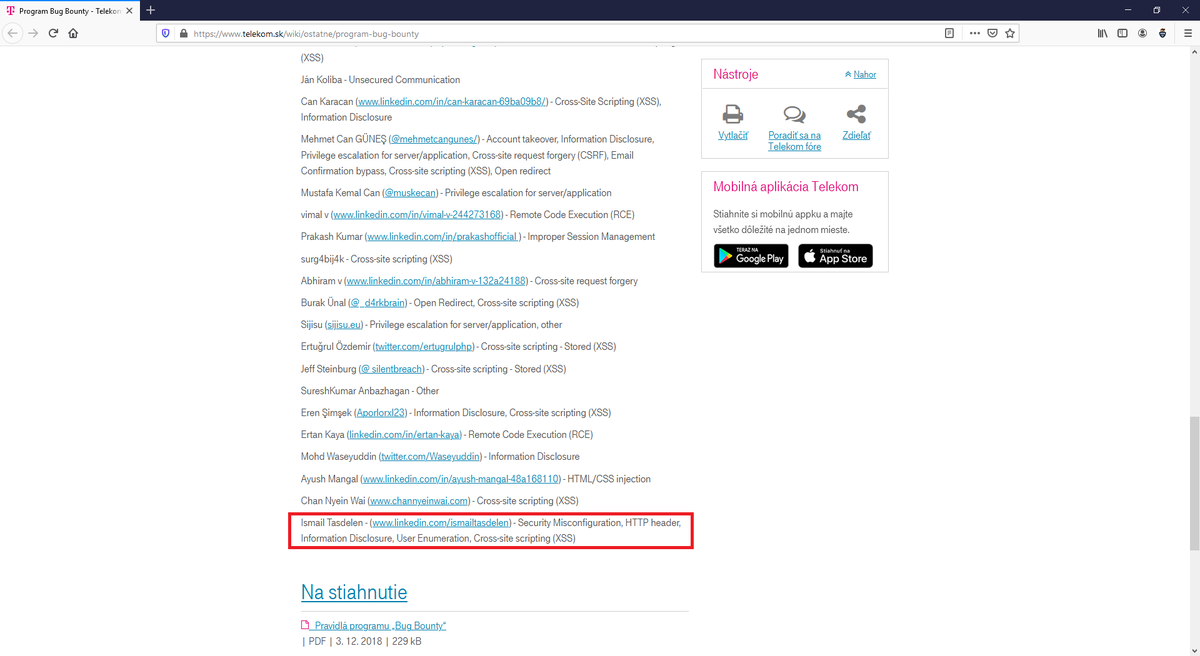 Program Bug Bounty - Telekom
https://www.telekom.sk/wiki/ostatne/program-bug-bounty
(XSS)
Ján Koliba - Unsecured Communication
Can Karacan (www.linkedin.com/in/can-karacan-69ba09b8/) - Cross-Site Scripting (XSS),
Information Disclosure
Mehmet Can GÜNEŞ (@mehmetcangunes/) - Account takeover, Information Disclosure,
Privilege escalation for server/application, Cross-site request forgery (CSRF), Email
Confirmation bypass, Cross-site scripting (XSS), Open redirect
Mustafa Kemal Can (@muskecan) - Privilege escalation for server/application
vimal v (www.linkedin.com/in/vimal-v-244273168) - Remote Code Execution (RCE)
Prakash Kumar (www.linkedin.com/in/prakashofficial ) - Improper Session Management
surg4bij4k - Cross-site scripting (XSS)
Abhiram v (www.linkedin.com/in/abhiram-v-132a24188) - Cross-site request forgery
Burak Ünal (@_d4rkbrain) - Open Redirect, Cross-site scripting (XSS)
Sijisu (sijisu.eu) - Privilege escalation for server/application, other
Ertuğrul Özdemir (twitter.com/ertugrulphp) - Cross-site scripting - Stored (XSS)
Jeff Steinburg (@ silentbreach) - Cross-site scripting - Stored (XSS)
SureshKumar Anbazhagan - Other
Eren Şimşek (Aporlorxl23) - Information Disclosure, Cross-site scripting (XSS)
Ertan Kaya (linkedin.com/in/ertan-kaya) - Remote Code Execution (RCE)
Mohd Waseyuddin (twitter.com/Waseyuddin) - Information Disclosure
Ayush Mangal (www.linkedin.com/in/ayush-mangal-48a168110) - HTML/CSS injection
Chan Nyein Wai (www.channyeinwai.com) - Cross-site scripting (XSS)
Ismail Tasdelen - (www.linkedin.com/ismailtasdelen) - Security Misconfiguration, HTTP header,
Information Disclosure, User Enumeration, Cross-site scripting (XSS)
Na stiahnutie
Pravidlá programu „Bug Bounty"
| PDF | 3. 12. 2018 | 229 kB
Nástroje
Nahor
Vytlačiť
Poradiť sa na
Telekom fóre
Zdieľať
Mobilná aplikácia Telekom
Stiahnite si mobilnú appku a majte
všetko dôležité na jednom mieste.
TERAZ NA
Google Play
Stiahnuť na
App Store